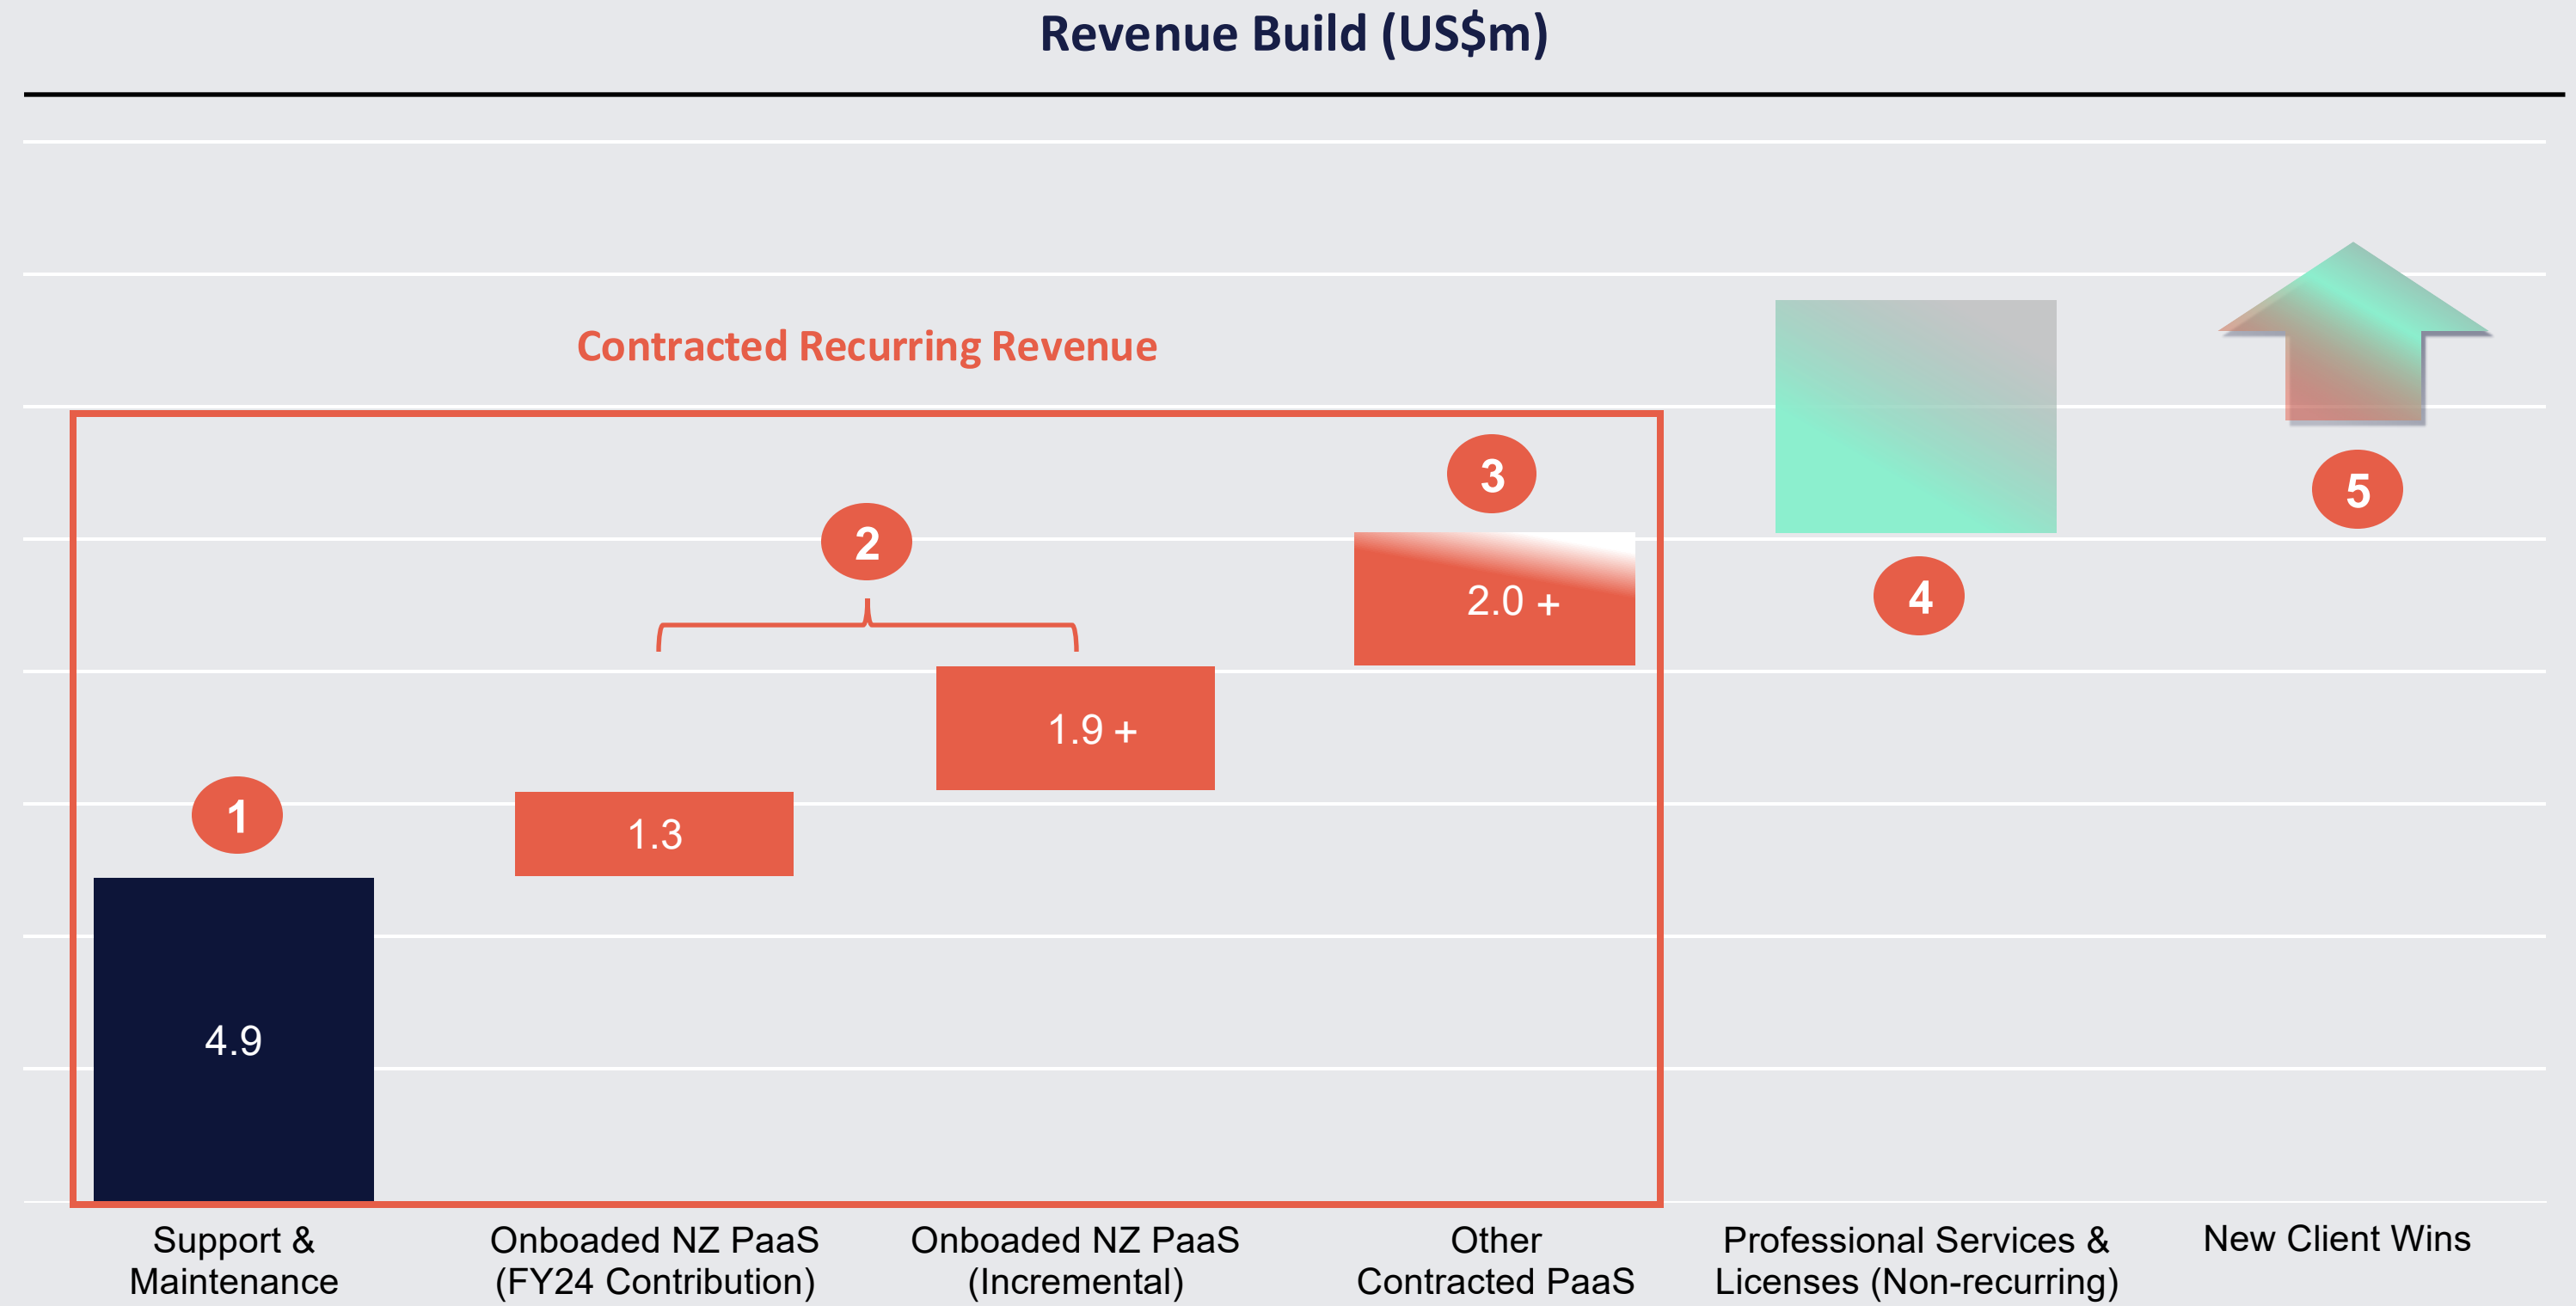 Revenue Build (US$m)
Contracted Recurring Revenue
1
2
3
4
5
4.9
1.3
1.9 +
2.0 +
Support &
Maintenance
Onboaded NZ PaaS
(FY24 Contribution)
Onboaded NZ PaaS
(Incremental)
Other
Contracted PaaS
Professional Services &
Licenses (Non-recurring)
New Client Wins